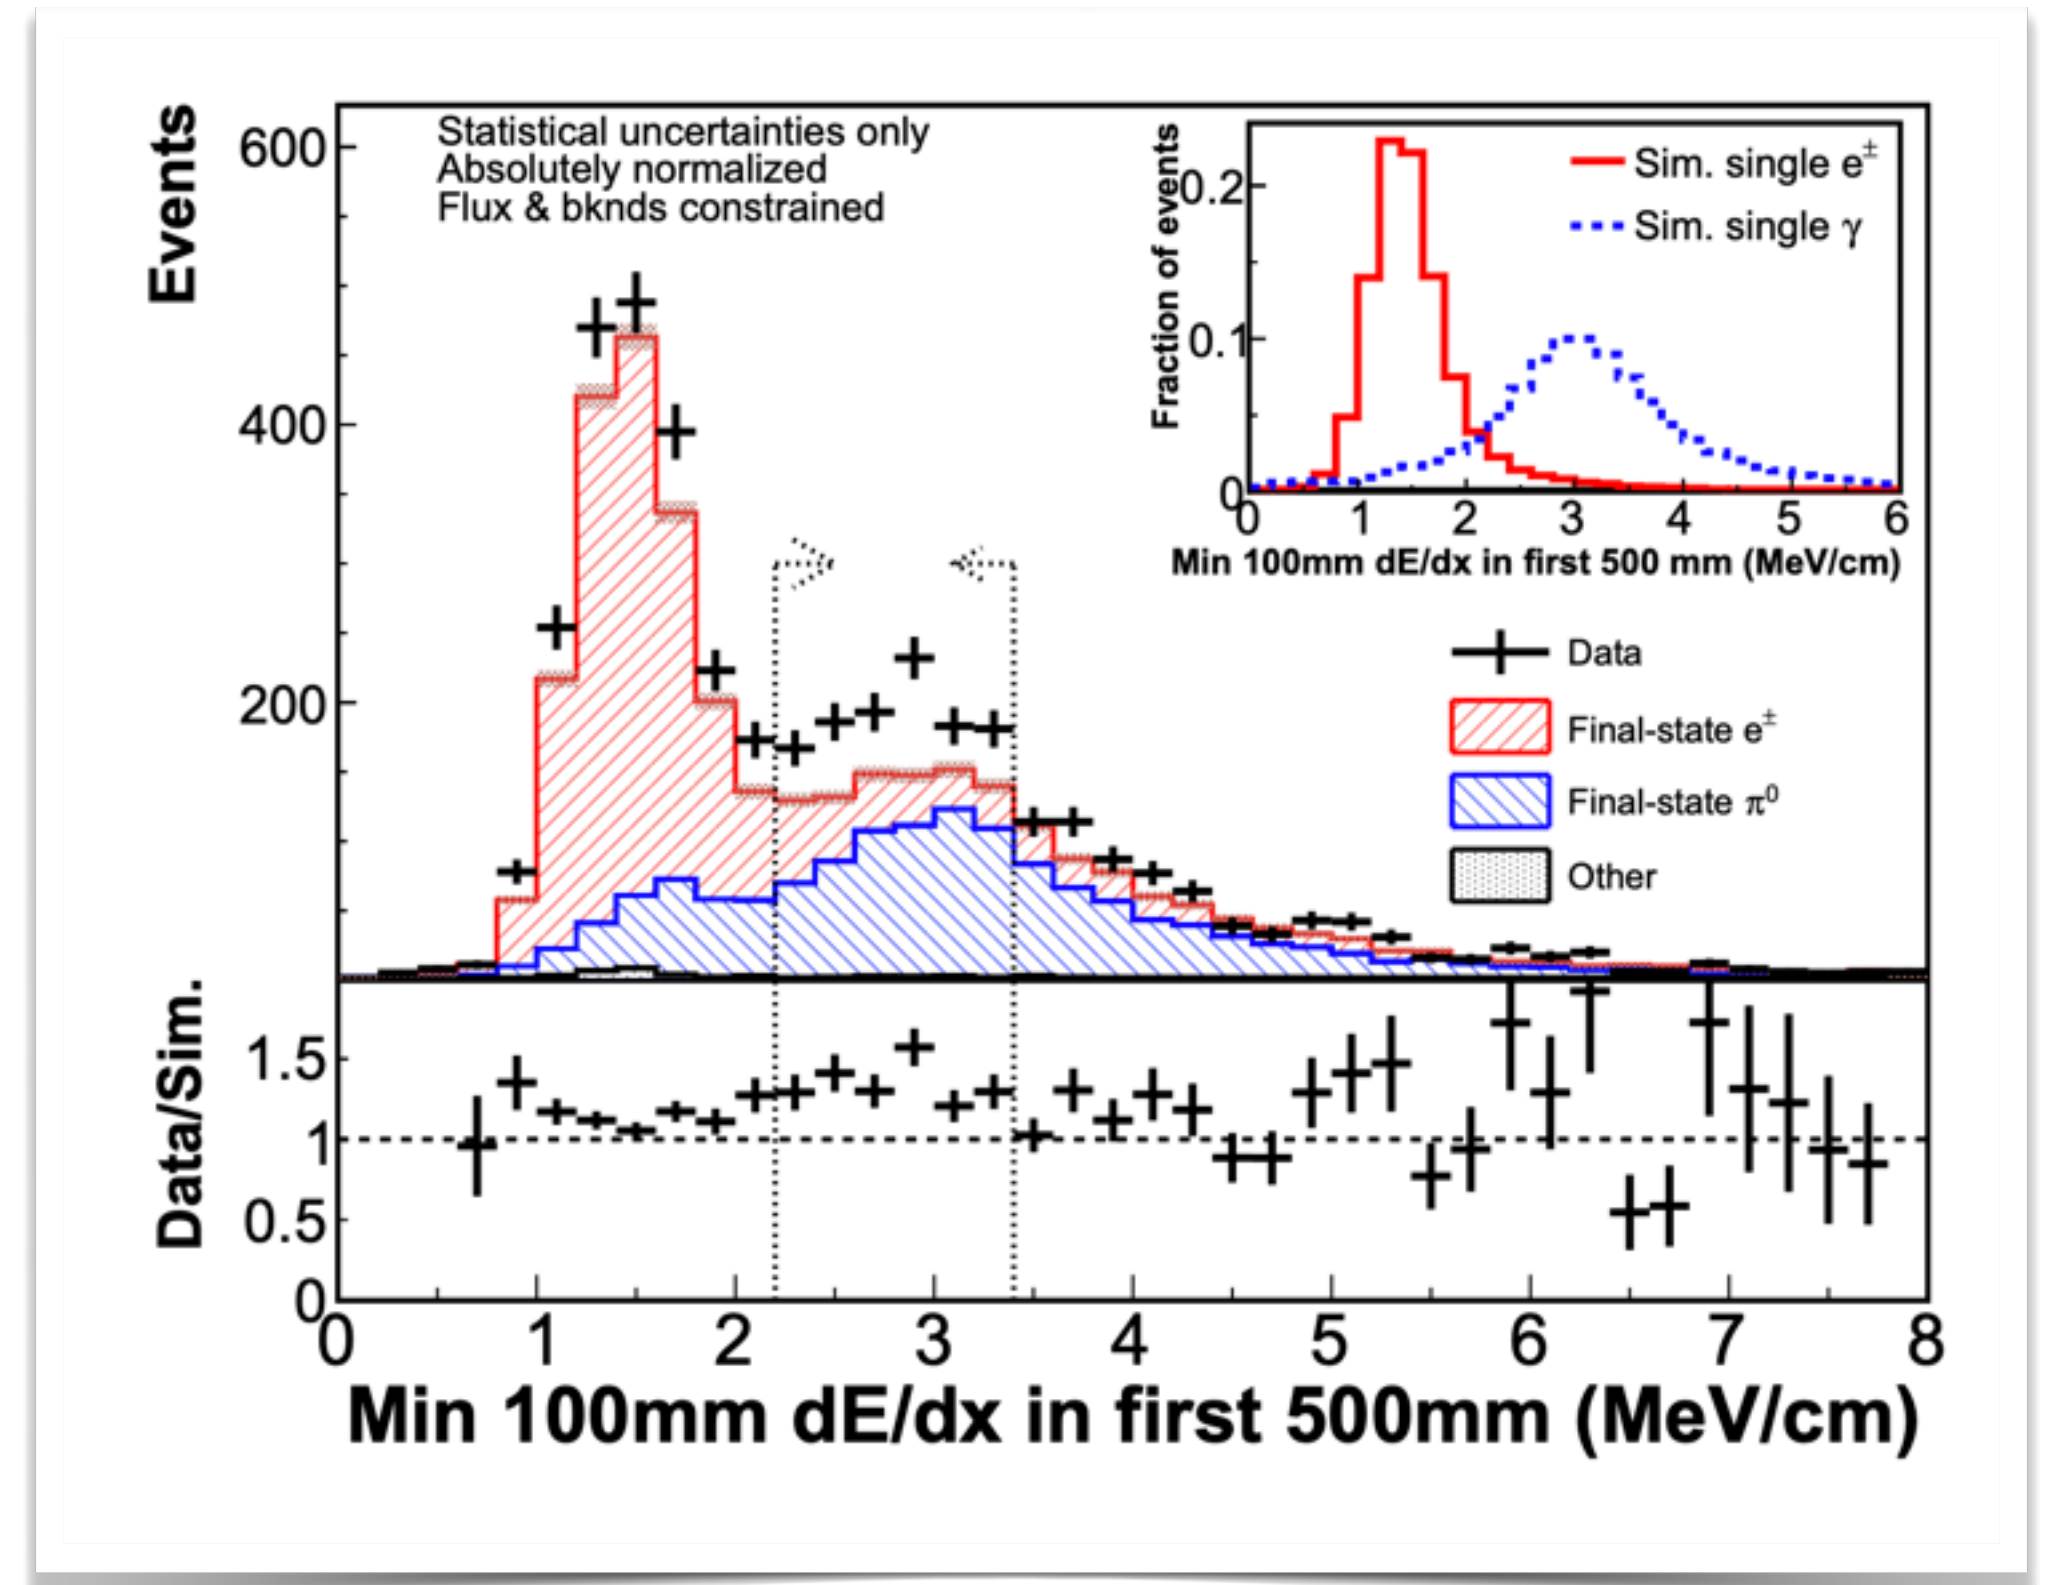 Events
600
400
200
Statistical uncertainties only
Absolutely normalized
Flux & bknds constrained
Fraction of events
0.2
0.1
0
Sim. single e±
Sim. single γ
0 1 2 3 4 5 6
Min 100mm dE/dx in first 500 mm (MeV/cm)
Data
Final-state e±
Final-state π⁰
Other
Data/Sim.
1.5
1
0.5
0
0 1 2 3 4 5 6 7 8
Min 100mm dE/dx in first 500mm (MeV/cm)